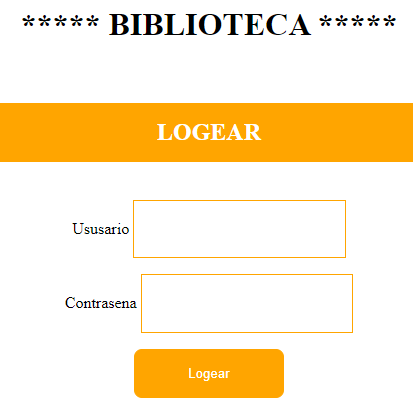 ***** BIBLIOTECA *****
LOGEAR
Ususario
Contrasena
Logear